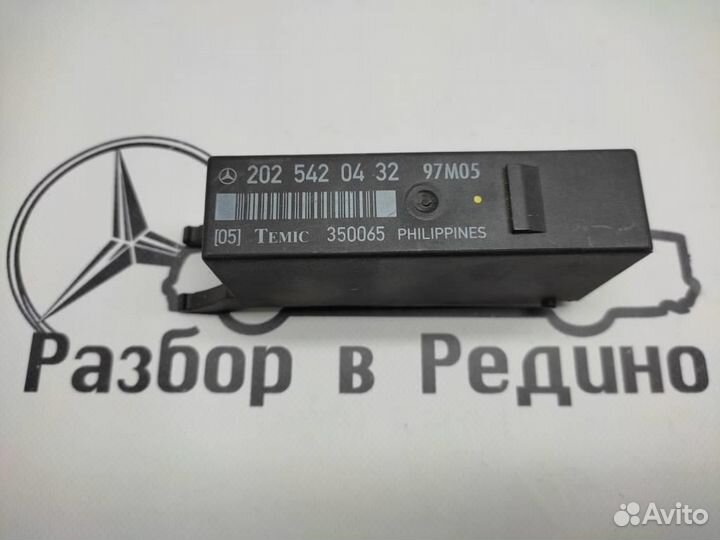 202 542 04 32 97M05
[05] TEMIC 350065 PHILIPPINES
Разбор в Редино
Avito